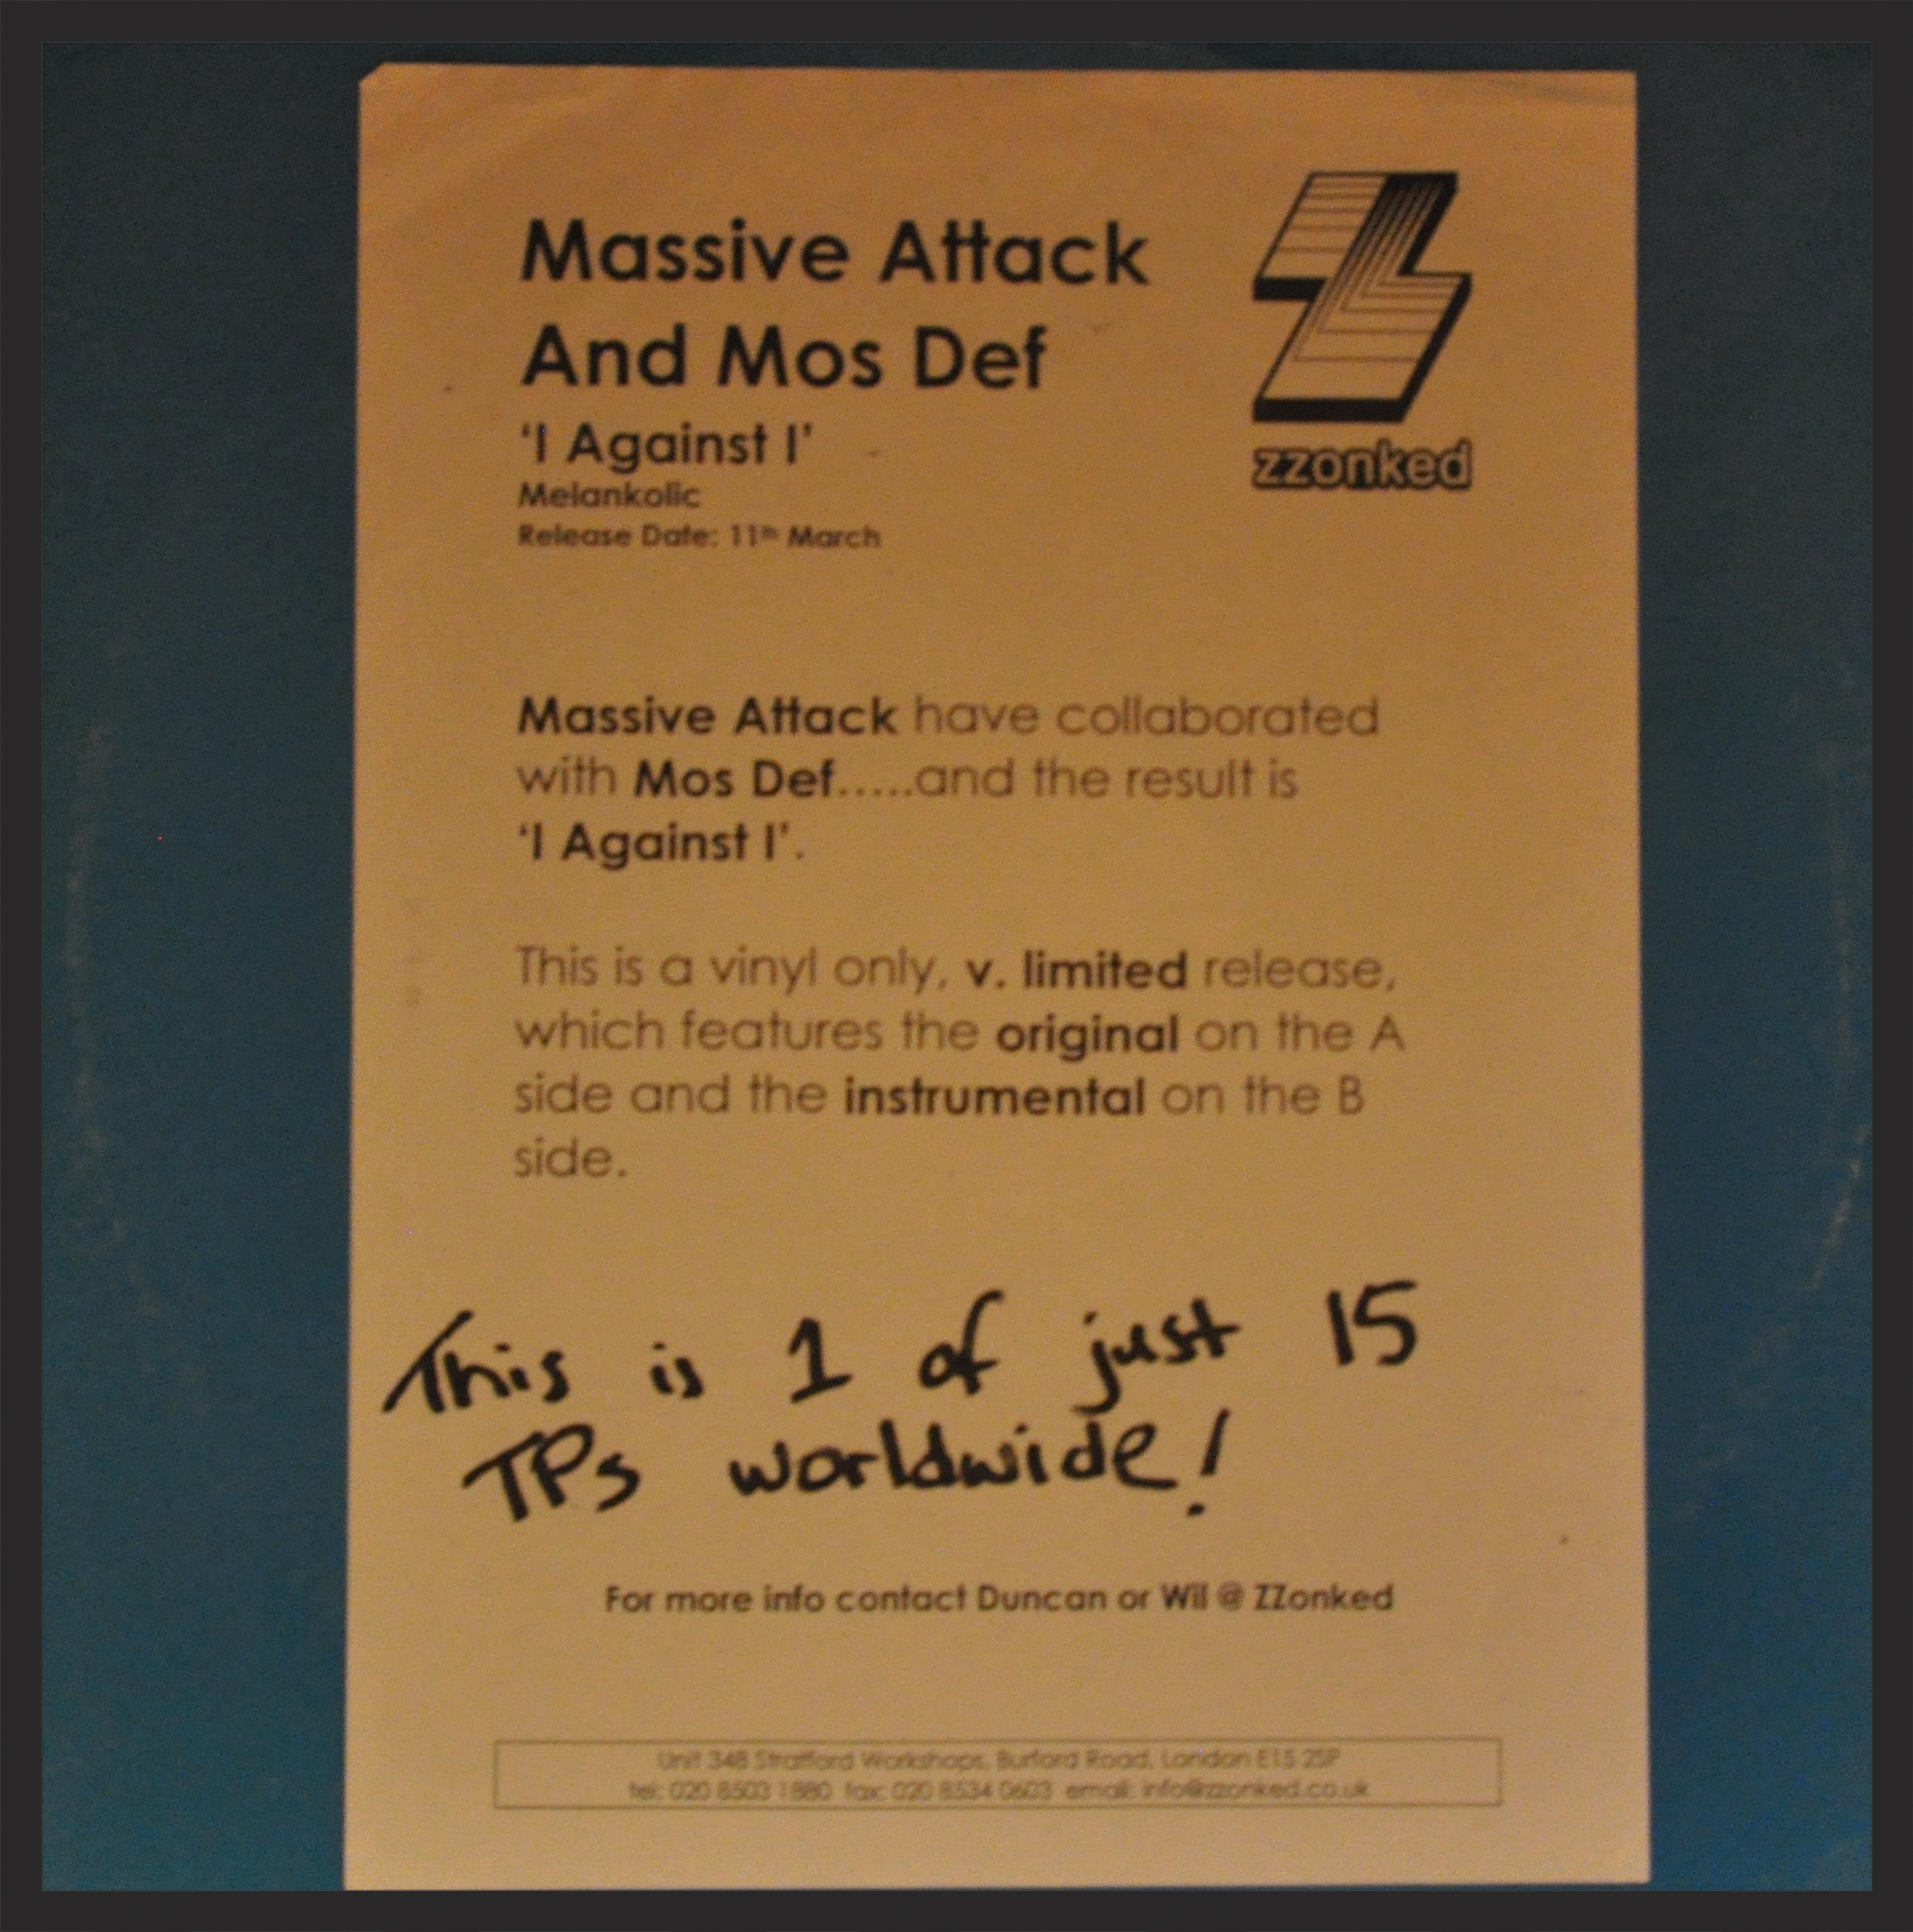 Massive Attack
And Mos Def
'I Against I'
Melankolic
Release Date: 11th March
zzonked
Massive Attack have collaborated
with Mos Def.....and the result is
'I Against I'.
This is a vinyl only, v. limited release,
which features the original on the A
side and the instrumental on the B
side.
This is 1 of just 15
TPs worldwide!
For more info contact Duncan or Wil @ ZZonked
Unit 348 Stratford Workshops, Burford Road, London E15 2SP
tel: 020 8503 1880 fax: 020 8534 0603 email: info@zzonked.co.uk